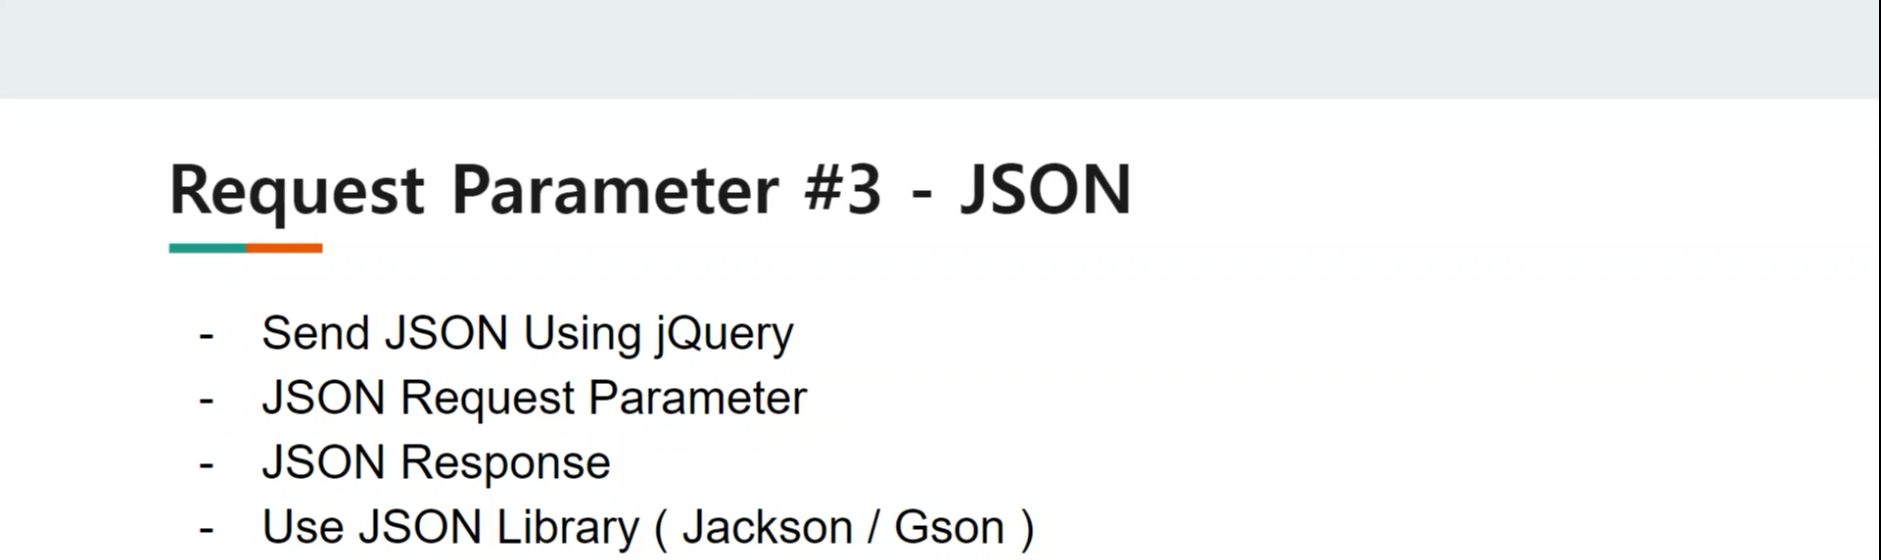 Request Parameter #3 - JSON
- Send JSON Using jQuery
- JSON Request Parameter
- JSON Response
- Use JSON Library ( Jackson / Gson )